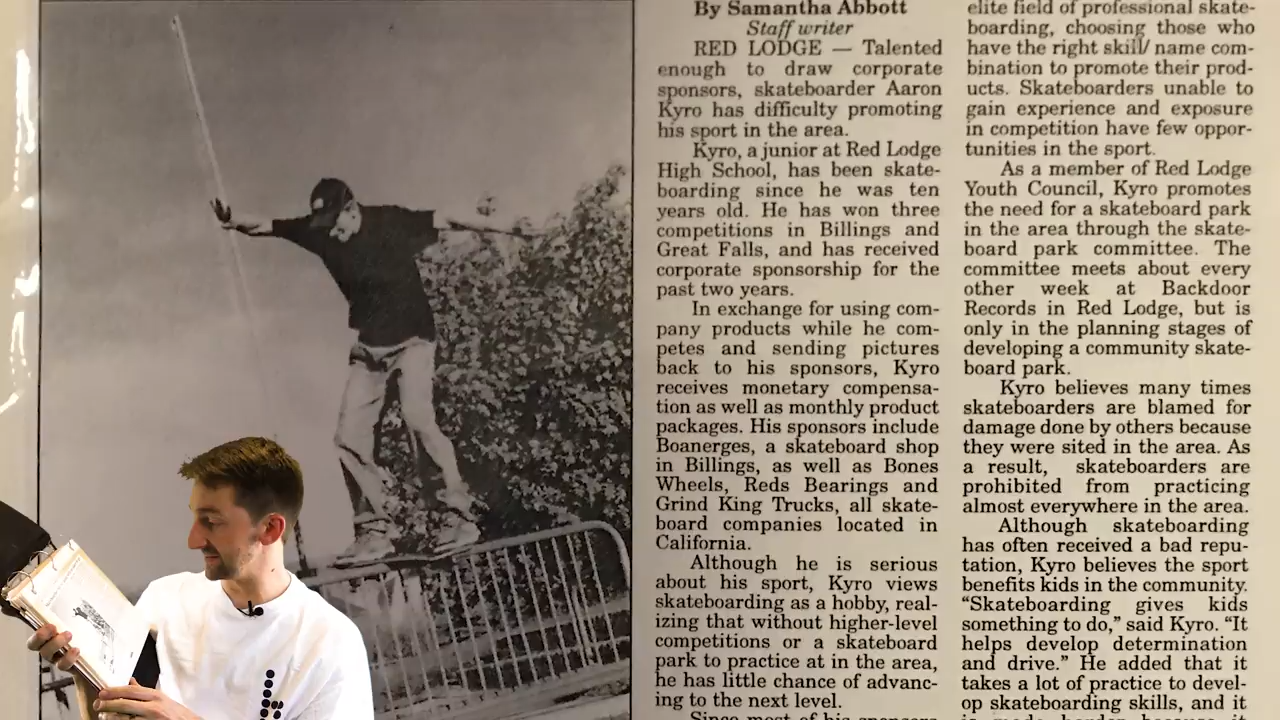 By Samantha Abbott
Staff writer
RED LODGE — Talented
enough to draw corporate
sponsors, skateboarder Aaron
Kyro has difficulty promoting
his sport in the area.
Kyro, a junior at Red Lodge
High School, has been skate-
boarding since he was ten
years old. He has won three
competitions in Billings and
Great Falls, and has received
corporate sponsorship for the
past two years.
In exchange for using com-
pany products while he com-
petes and sending pictures
back to his sponsors, Kyro
receives monetary compensa-
tion as well as monthly product
packages. His sponsors include
Boanerges, a skateboard shop
in Billings, as well as Bones
Wheels, Reds Bearings and
Grind King Trucks, all skate-
board companies located in
California.
Although he is serious
about his sport, Kyro views
skateboarding as a hobby, real-
izing that without higher-level
competitions or a skateboard
park to practice at in the area,
he has little chance of advanc-
ing to the next level.
Since most of his sponsors
elite field of professional skate-
boarding, choosing those who
have the right skill/ name com-
bination to promote their prod-
ucts. Skateboarders unable to
gain experience and exposure
in competition have few oppor-
tunities in the sport.
As a member of Red Lodge
Youth Council, Kyro promotes
the need for a skateboard park
in the area through the skate-
board park committee. The
committee meets about every
other week at Backdoor
Records in Red Lodge, but is
only in the planning stages of
developing a community skate-
board park.
Kyro believes many times
skateboarders are blamed for
damage done by others because
they were sited in the area. As
a result, skateboarders are
prohibited from practicing
almost everywhere in the area.
Although skateboarding
has often received a bad repu-
tation, Kyro believes the sport
benefits kids in the community.
“Skateboarding gives kids
something to do,” said Kyro. “It
helps develop determination
and drive.” He added that it
takes a lot of practice to devel-
op skateboarding skills, and it
is made harder because it